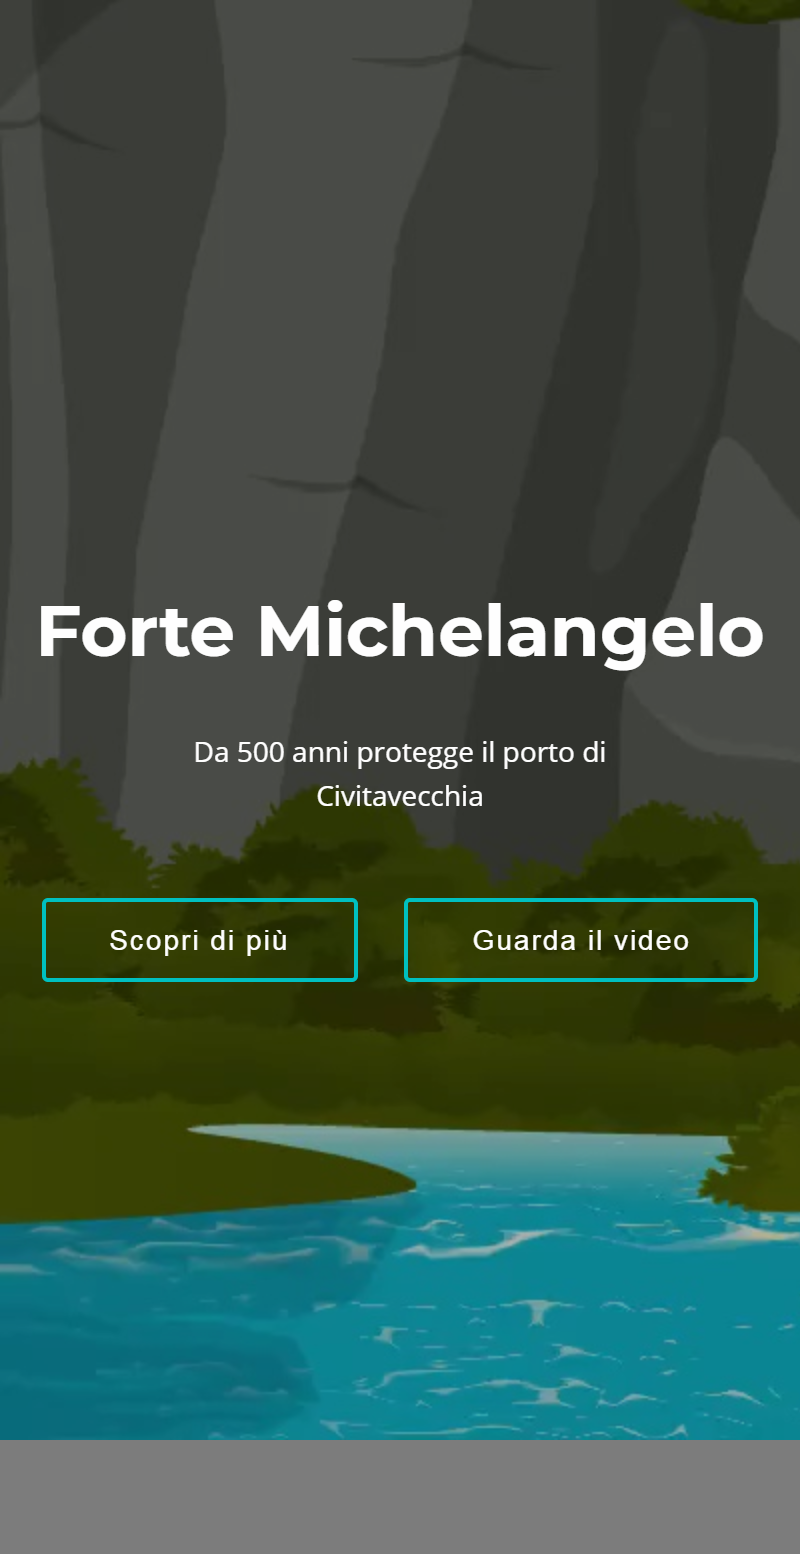 Forte Michelangelo
Da 500 anni protegge il porto di
Civitavecchia
Scopri di più
Guarda il video